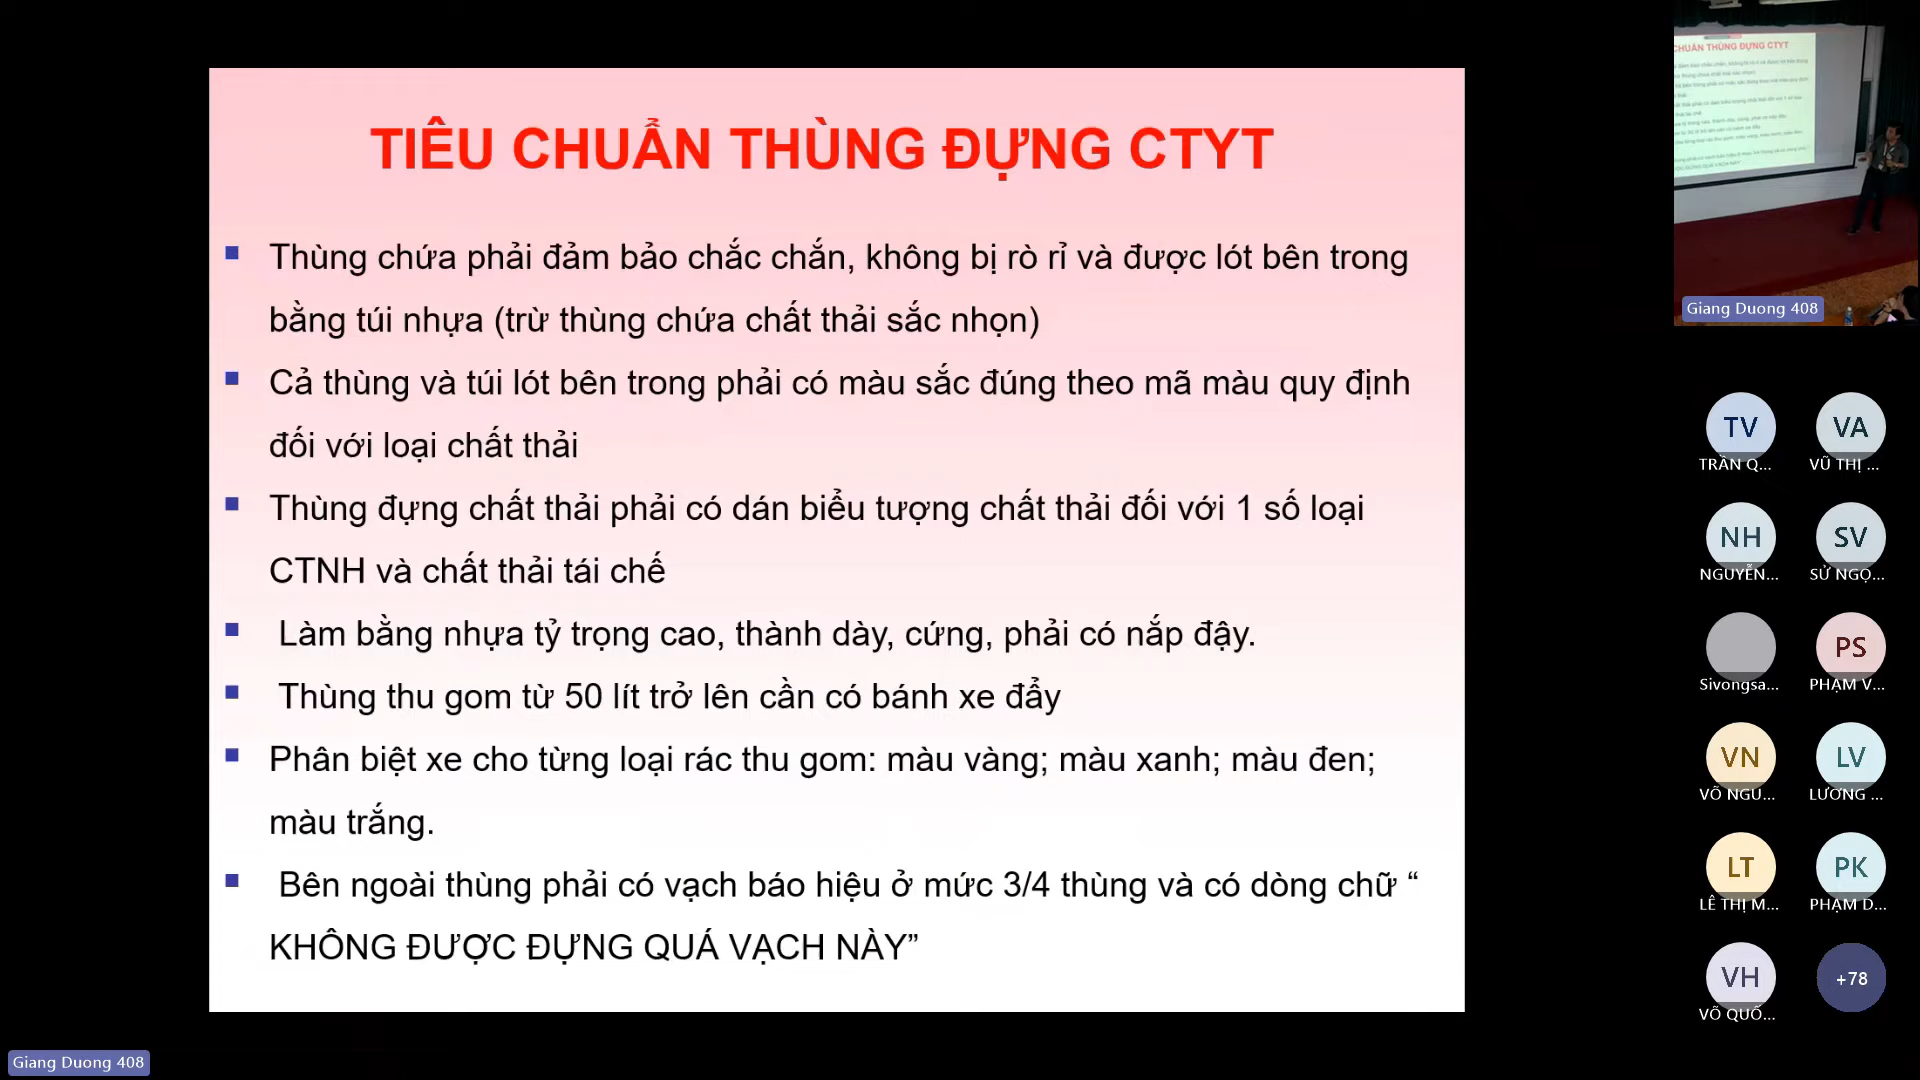 TIÊU CHUẨN THÙNG ĐỰNG CTYT
▪ Thùng chứa phải đảm bảo chắc chắn, không bị rò rỉ và được lót bên trong
bằng túi nhựa (trừ thùng chứa chất thải sắc nhọn)
▪ Cả thùng và túi lót bên trong phải có màu sắc đúng theo mã màu quy định
đối với loại chất thải
▪ Thùng đựng chất thải phải có dán biểu tượng chất thải đối với 1 số loại
CTNH và chất thải tái chế
▪ Làm bằng nhựa tỷ trọng cao, thành dày, cứng, phải có nắp đậy.
▪ Thùng thu gom từ 50 lít trở lên cần có bánh xe đẩy
▪ Phân biệt xe cho từng loại rác thu gom: màu vàng; màu xanh; màu đen;
màu trắng.
▪ Bên ngoài thùng phải có vạch báo hiệu ở mức 3/4 thùng và có dòng chữ “
KHÔNG ĐƯỢC ĐỰNG QUÁ VẠCH NÀY”
Giang Duong 408
CHUẨN THÙNG ĐỰNG CTYT
Giang Duong 408
TV
TRẦN Q...
VA
VŨ THỊ ...
NH
NGUYỄN...
SV
SỬ NGỌ...
Sivongsa...
PS
PHẠM V...
VN
VÕ NGU...
LV
LƯƠNG ...
LT
LÊ THỊ M...
PK
PHẠM D...
VH
VÕ QUỐ...
+78